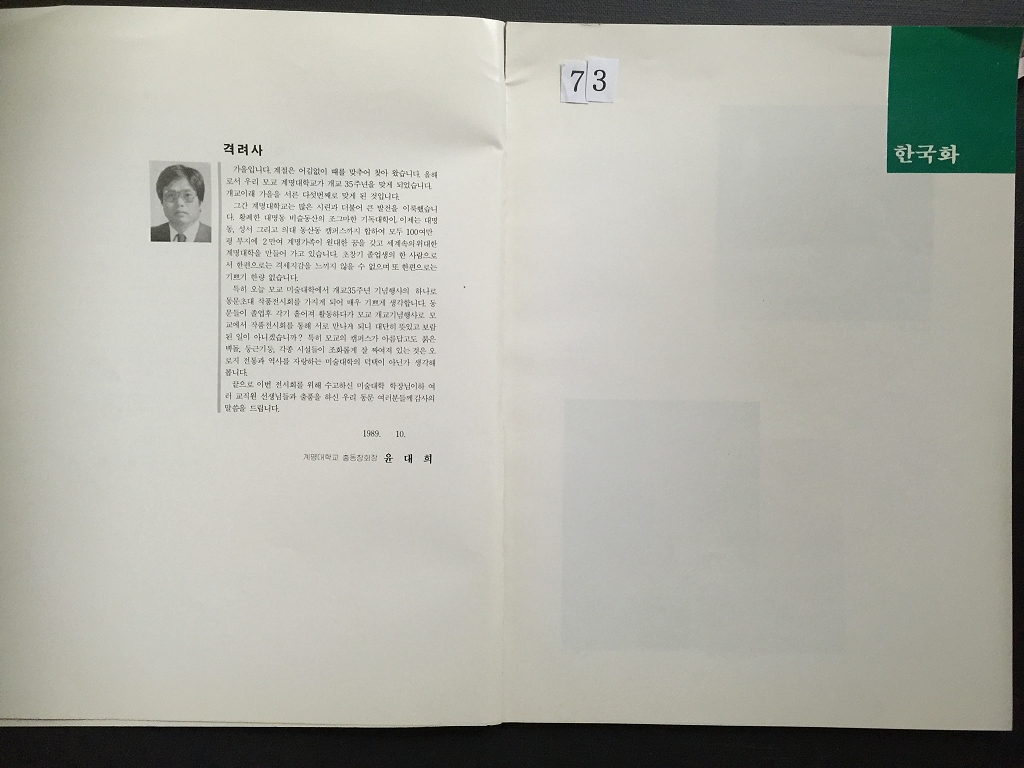 격려사
가을입니다. 계절은 어김없이 때를 맞추어 찾아 왔습니다. 올해
로서 우리 모교 계명대학교가 개교 35주년을 맞게 되었습니다.
개교이래 가을을 서른 다섯번째로 맞게 된 것입니다.
그간 계명대학교는 많은 시련과 더불어 큰 발전을 이룩했습니
다. 황폐한 대명동 비슬동산의 조그마한 기독대학이, 이제는 대명
동, 성서 그리고 의대 동산동 캠퍼스까지 합하여 모두 100여만
평 부지에 2만여 계명가족이 원대한 꿈을 갖고 세계속의위대한
계명대학을 만들어 가고 있습니다. 초창기 졸업생의 한 사람으로
서 한편으로는 격세지감을 느끼지 않을 수 없으며 또 한편으로는
기쁘기 한량 없습니다.
특히 오늘 모교 미술대학에서 개교35주년 기념행사의 하나로
동문초대 작품전시회를 가지게 되어 매우 기쁘게 생각합니다. 동
문들이 졸업후 각기 흩어져 활동하다가 모교 개교기념행사로 모
교에서 작품전시회를 통해 서로 만나게 되니 대단히 뜻있고 보람
된 일이 아니겠습니까? 특히 모교의 캠퍼스가 아름답고도 붉은
벽돌, 둥근기둥, 각종 시설들이 조화롭게 잘 짜여져 있는 것은 오
로지 전통과 역사를 자랑하는 미술대학의 덕택이 아닌가 생각해
봅니다.
끝으로 이번 전시회를 위해 수고하신 미술대학 학장님이하 여
러 교직원 선생님들과 출품을 하신 우리 동문 여러분들께감사의
말씀을 드립니다.
1989. 10.
계명대학교 총동창회장 윤 대 희
73
한국화